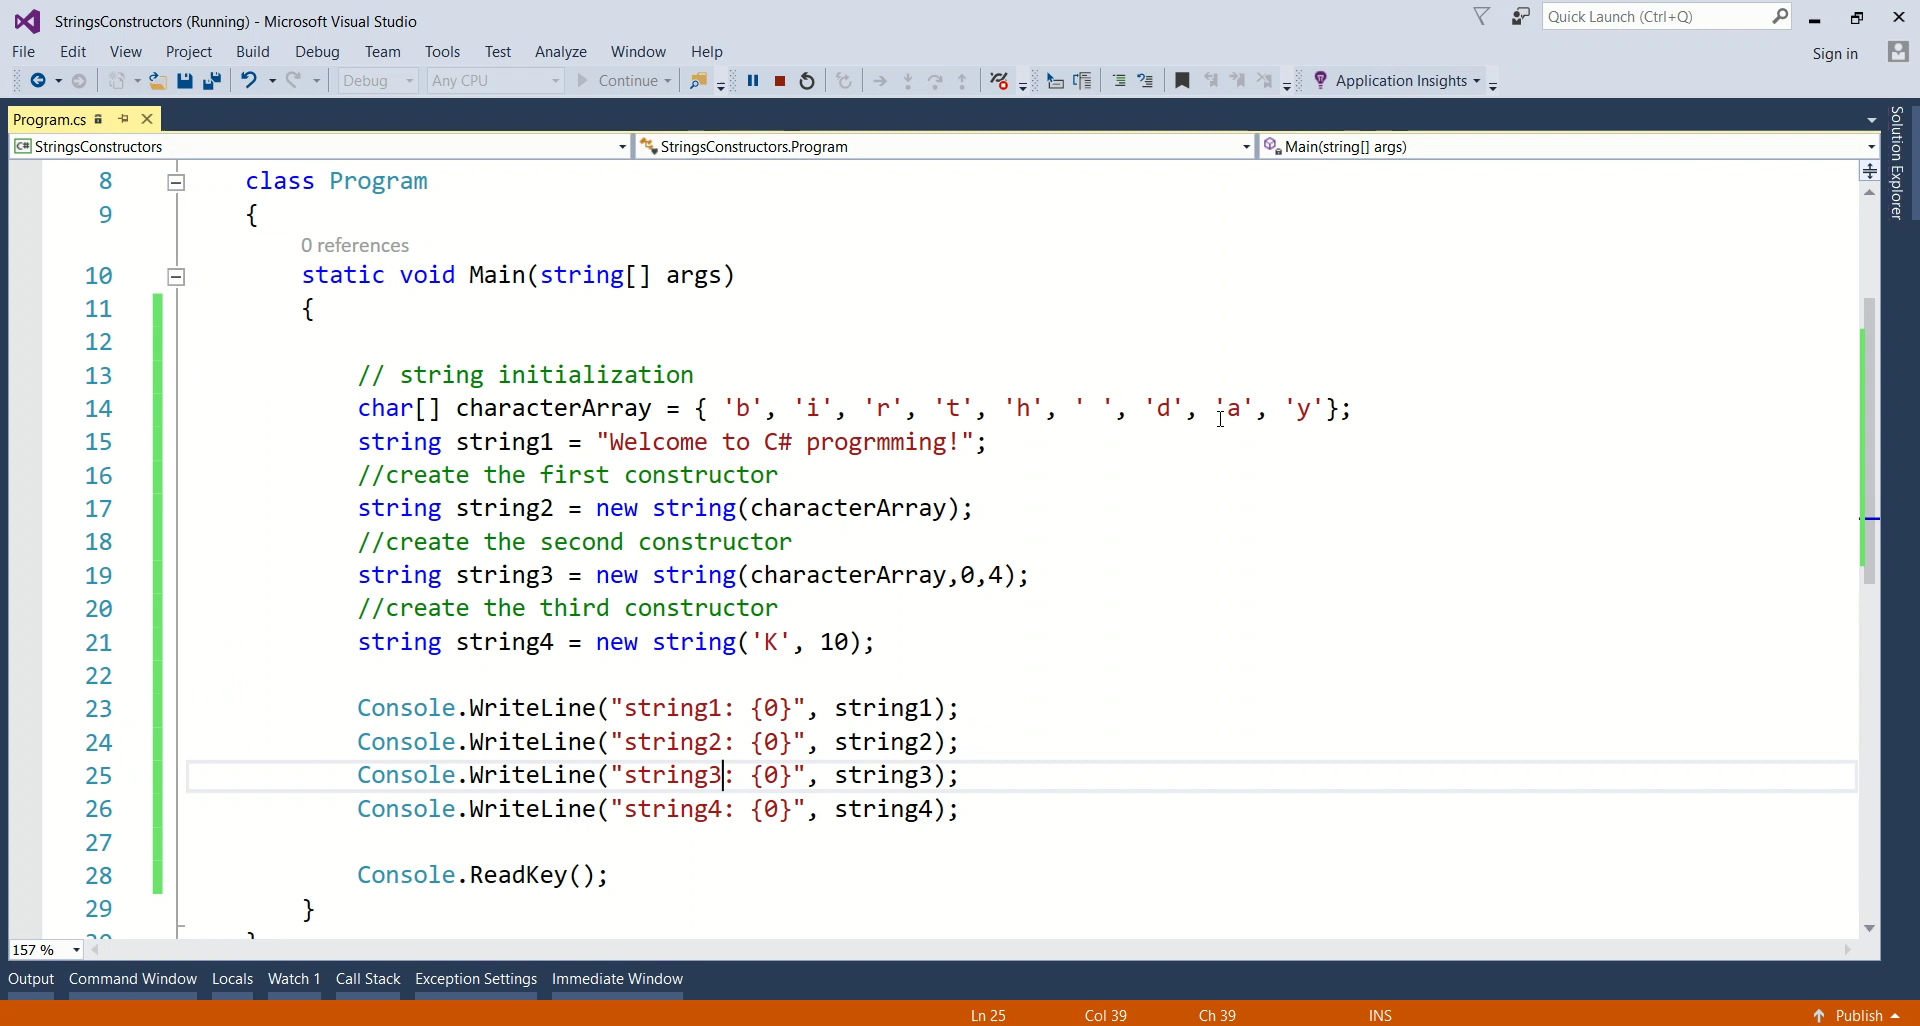 StringsConstructors (Running) - Microsoft Visual Studio
Quick Launch (Ctrl+Q)
File Edit View Project Build Debug Team Tools Test Analyze Window Help
Sign in
Debug Any CPU Continue Application Insights
Program.cs
StringsConstructors StringsConstructors.Program Main(string[] args)
Solution Explorer
8 class Program
9 {
0 references
10 static void Main(string[] args)
11 {
12
13 // string initialization
14 char[] characterArray = { 'b', 'i', 'r', 't', 'h', ' ', 'd', 'a', 'y'};
15 string string1 = "Welcome to C# progrmming!";
16 //create the first constructor
17 string string2 = new string(characterArray);
18 //create the second constructor
19 string string3 = new string(characterArray,0,4);
20 //create the third constructor
21 string string4 = new string('K', 10);
22
23 Console.WriteLine("string1: {0}", string1);
24 Console.WriteLine("string2: {0}", string2);
25 Console.WriteLine("string3: {0}", string3);
26 Console.WriteLine("string4: {0}", string4);
27
28 Console.ReadKey();
29 }
30 }
157 %
Output Command Window Locals Watch 1 Call Stack Exception Settings Immediate Window
Ln 25 Col 39 Ch 39 INS Publish